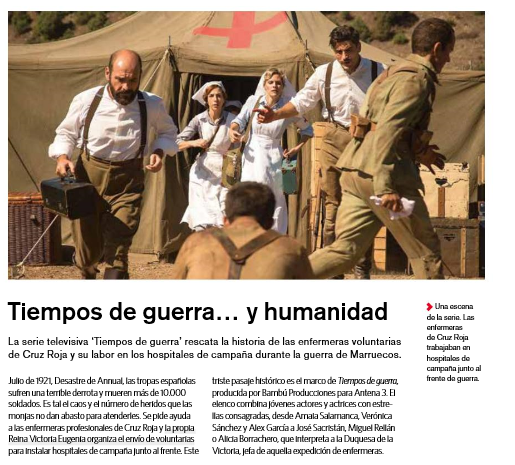 Tiempos de guerra… y humanidad
La serie televisiva ‘Tiempos de guerra’ rescata la historia de las enfermeras voluntarias
de Cruz Roja y su labor en los hospitales de campaña durante la guerra de Marruecos.
Julio de 1921, Desastre de Annual, las tropas españolas
sufren una terrible derrota y mueren más de 10.000
soldados. Es tal el caos y el número de heridos que las
monjas no dan abasto para atenderles. Se pide ayuda
a las enfermeras profesionales de Cruz Roja y la propia
Reina Victoria Eugenia organiza el envío de voluntarias
para instalar hospitales de campaña junto al frente. Este
triste pasaje histórico es el marco de Tiempos de guerra,
producida por Bambú Producciones para Antena 3. El
elenco combina jóvenes actores y actrices con estre-
llas consagradas, desde Amaia Salamanca, Verónica
Sánchez y Alex García a José Sacristán, Miguel Rellán
o Alicia Borrachero, que interpreta a la Duquesa de la
Victoria, jefa de aquella expedición de enfermeras.
Una escena
de la serie. Las
enfermeras
de Cruz Roja
trabajaban en
hospitales de
campaña junto al
frente de guerra.